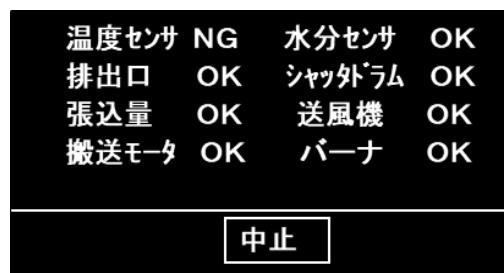 温度ｾﾝｻ NG 水分ｾﾝｻ OK
排出口 OK ｼｬｯﾀﾄﾞﾗﾑ OK
張込量 OK 送風機 OK
搬送ﾓｰﾀ OK バーナ OK
中止